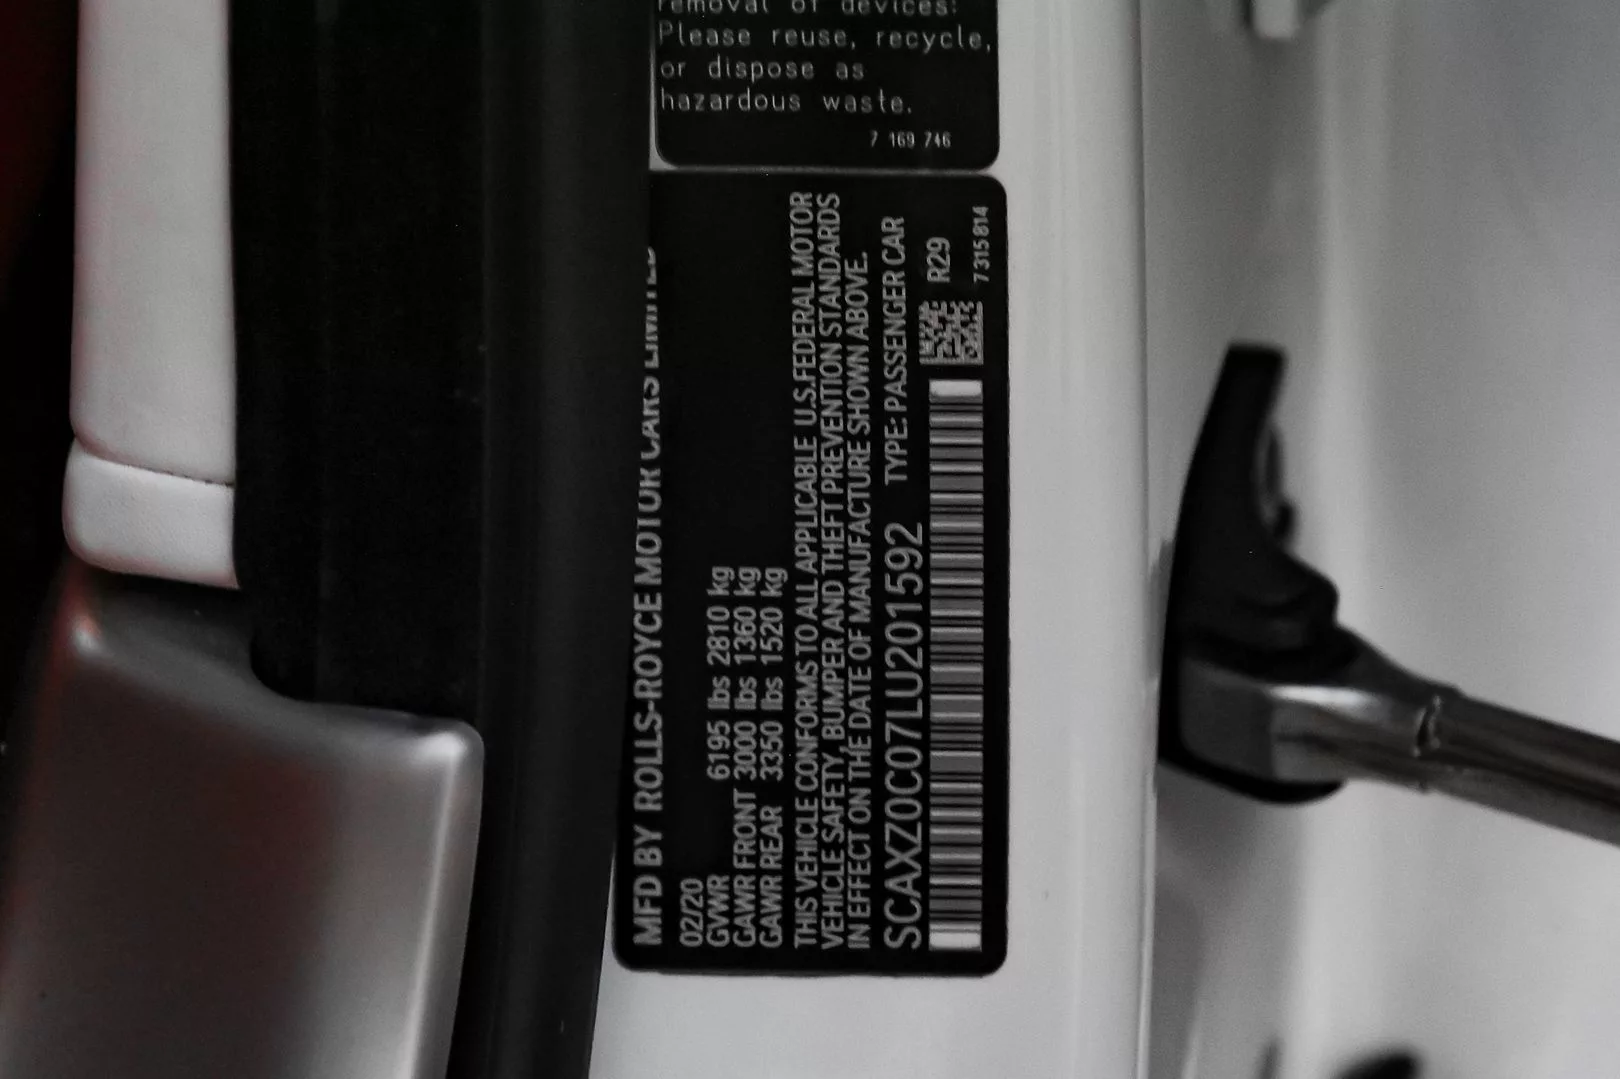 removal of devices:
Please reuse, recycle,
or dispose as
hazardous waste.
7 169 746
MFD BY ROLLS-ROYCE MOTOR CARS LIMITED
02/20
GVWR 6195 lbs 2810 kg
GAWR FRONT 3000 lbs 1360 kg
GAWR REAR 3350 lbs 1520 kg
THIS VEHICLE CONFORMS TO ALL APPLICABLE U.S.FEDERAL MOTOR
VEHICLE SAFETY, BUMPER AND THEFT PREVENTION STANDARDS
IN EFFECT ON THE DATE OF MANUFACTURE SHOWN ABOVE.
SCAXZ0C07LU201592 TYPE: PASSENGER CAR
R29
7315814